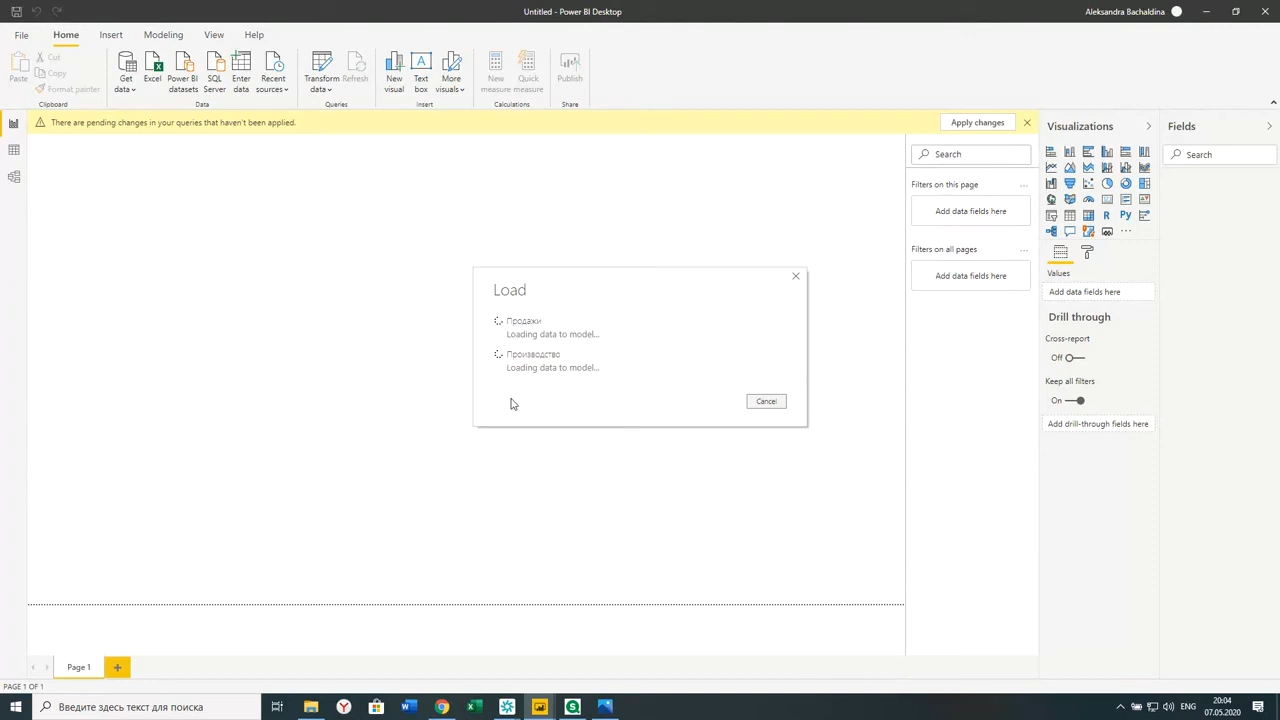 Untitled - Power BI Desktop
Aleksandra Bachaldina
File
Home
Insert
Modeling
View
Help
Paste
Cut
Copy
Format painter
Clipboard
Get data
Excel
Power BI datasets
SQL Server
Enter data
Recent sources
Data
Transform data
Refresh
Queries
New visual
Text box
More visuals
Insert
New measure
Quick measure
Calculations
Publish
Share
There are pending changes in your queries that haven't been applied.
Apply changes
Search
Filters on this page
...
Add data fields here
Filters on all pages
...
Add data fields here
Visualizations
R
Py
Values
Add data fields here
Drill through
Cross-report
Off
Keep all filters
On
Add drill-through fields here
Fields
Search
Load
Продажи
Loading data to model...
Производство
Loading data to model...
Cancel
Page 1
PAGE 1 OF 1
Введите здесь текст для поиска
ENG
20:04
07.05.2020